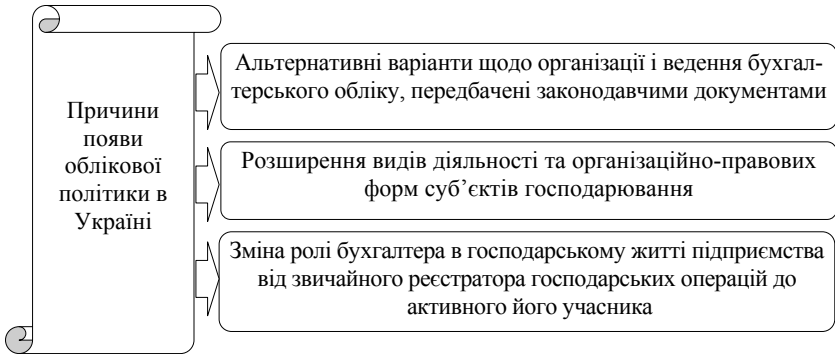 Причини
появи
облікової
політики в
Україні
Альтернативні варіанти щодо організації і ведення бухгал-
терського обліку, передбачені законодавчими документами
Розширення видів діяльності та організаційно-правових
форм суб’єктів господарювання
Зміна ролі бухгалтера в господарському житті підприємства
від звичайного реєстратора господарських операцій до
активного його учасника